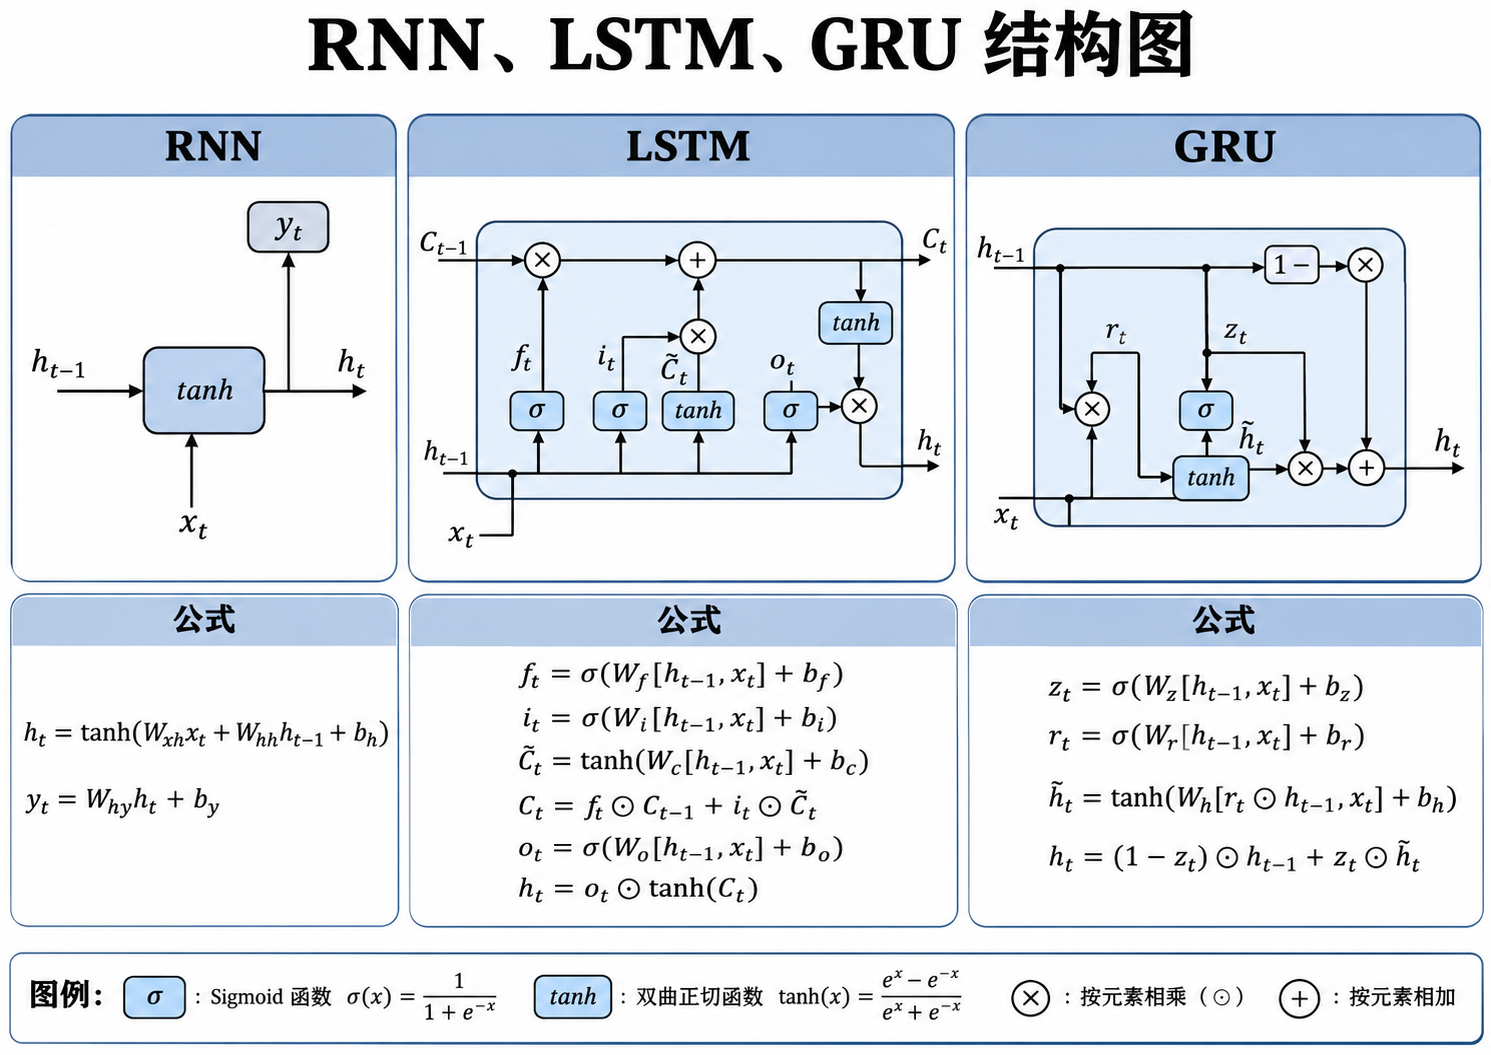 RNN、LSTM、GRU 结构图
RNN
y_t
h_{t-1}
tanh
h_t
x_t
LSTM
C_{t-1}
×
+
C_t
tanh
f_t
i_t
×
C̃_t
o_t
σ
σ
tanh
σ
×
h_{t-1}
h_t
x_t
GRU
h_{t-1}
1 −
×
r_t
z_t
×
σ
h̃_t
h_t
tanh
×
+
x_t
公式
h_t = tanh(W_{xh}x_t + W_{hh}h_{t-1} + b_h)
y_t = W_{hy}h_t + b_y
公式
f_t = σ(W_f[h_{t-1}, x_t] + b_f)
i_t = σ(W_i[h_{t-1}, x_t] + b_i)
C̃_t = tanh(W_c[h_{t-1}, x_t] + b_c)
C_t = f_t ⊙ C_{t-1} + i_t ⊙ C̃_t
o_t = σ(W_o[h_{t-1}, x_t] + b_o)
h_t = o_t ⊙ tanh(C_t)
公式
z_t = σ(W_z[h_{t-1}, x_t] + b_z)
r_t = σ(W_r[h_{t-1}, x_t] + b_r)
h̃_t = tanh(W_h[r_t ⊙ h_{t-1}, x_t] + b_h)
h_t = (1 − z_t) ⊙ h_{t-1} + z_t ⊙ h̃_t
图例： σ ：Sigmoid 函数 σ(x) = 1 / (1 + e^{-x}) tanh ：双曲正切函数 tanh(x) = (e^x − e^{-x}) / (e^x + e^{-x}) × ：按元素相乘（⊙） + ：按元素相加